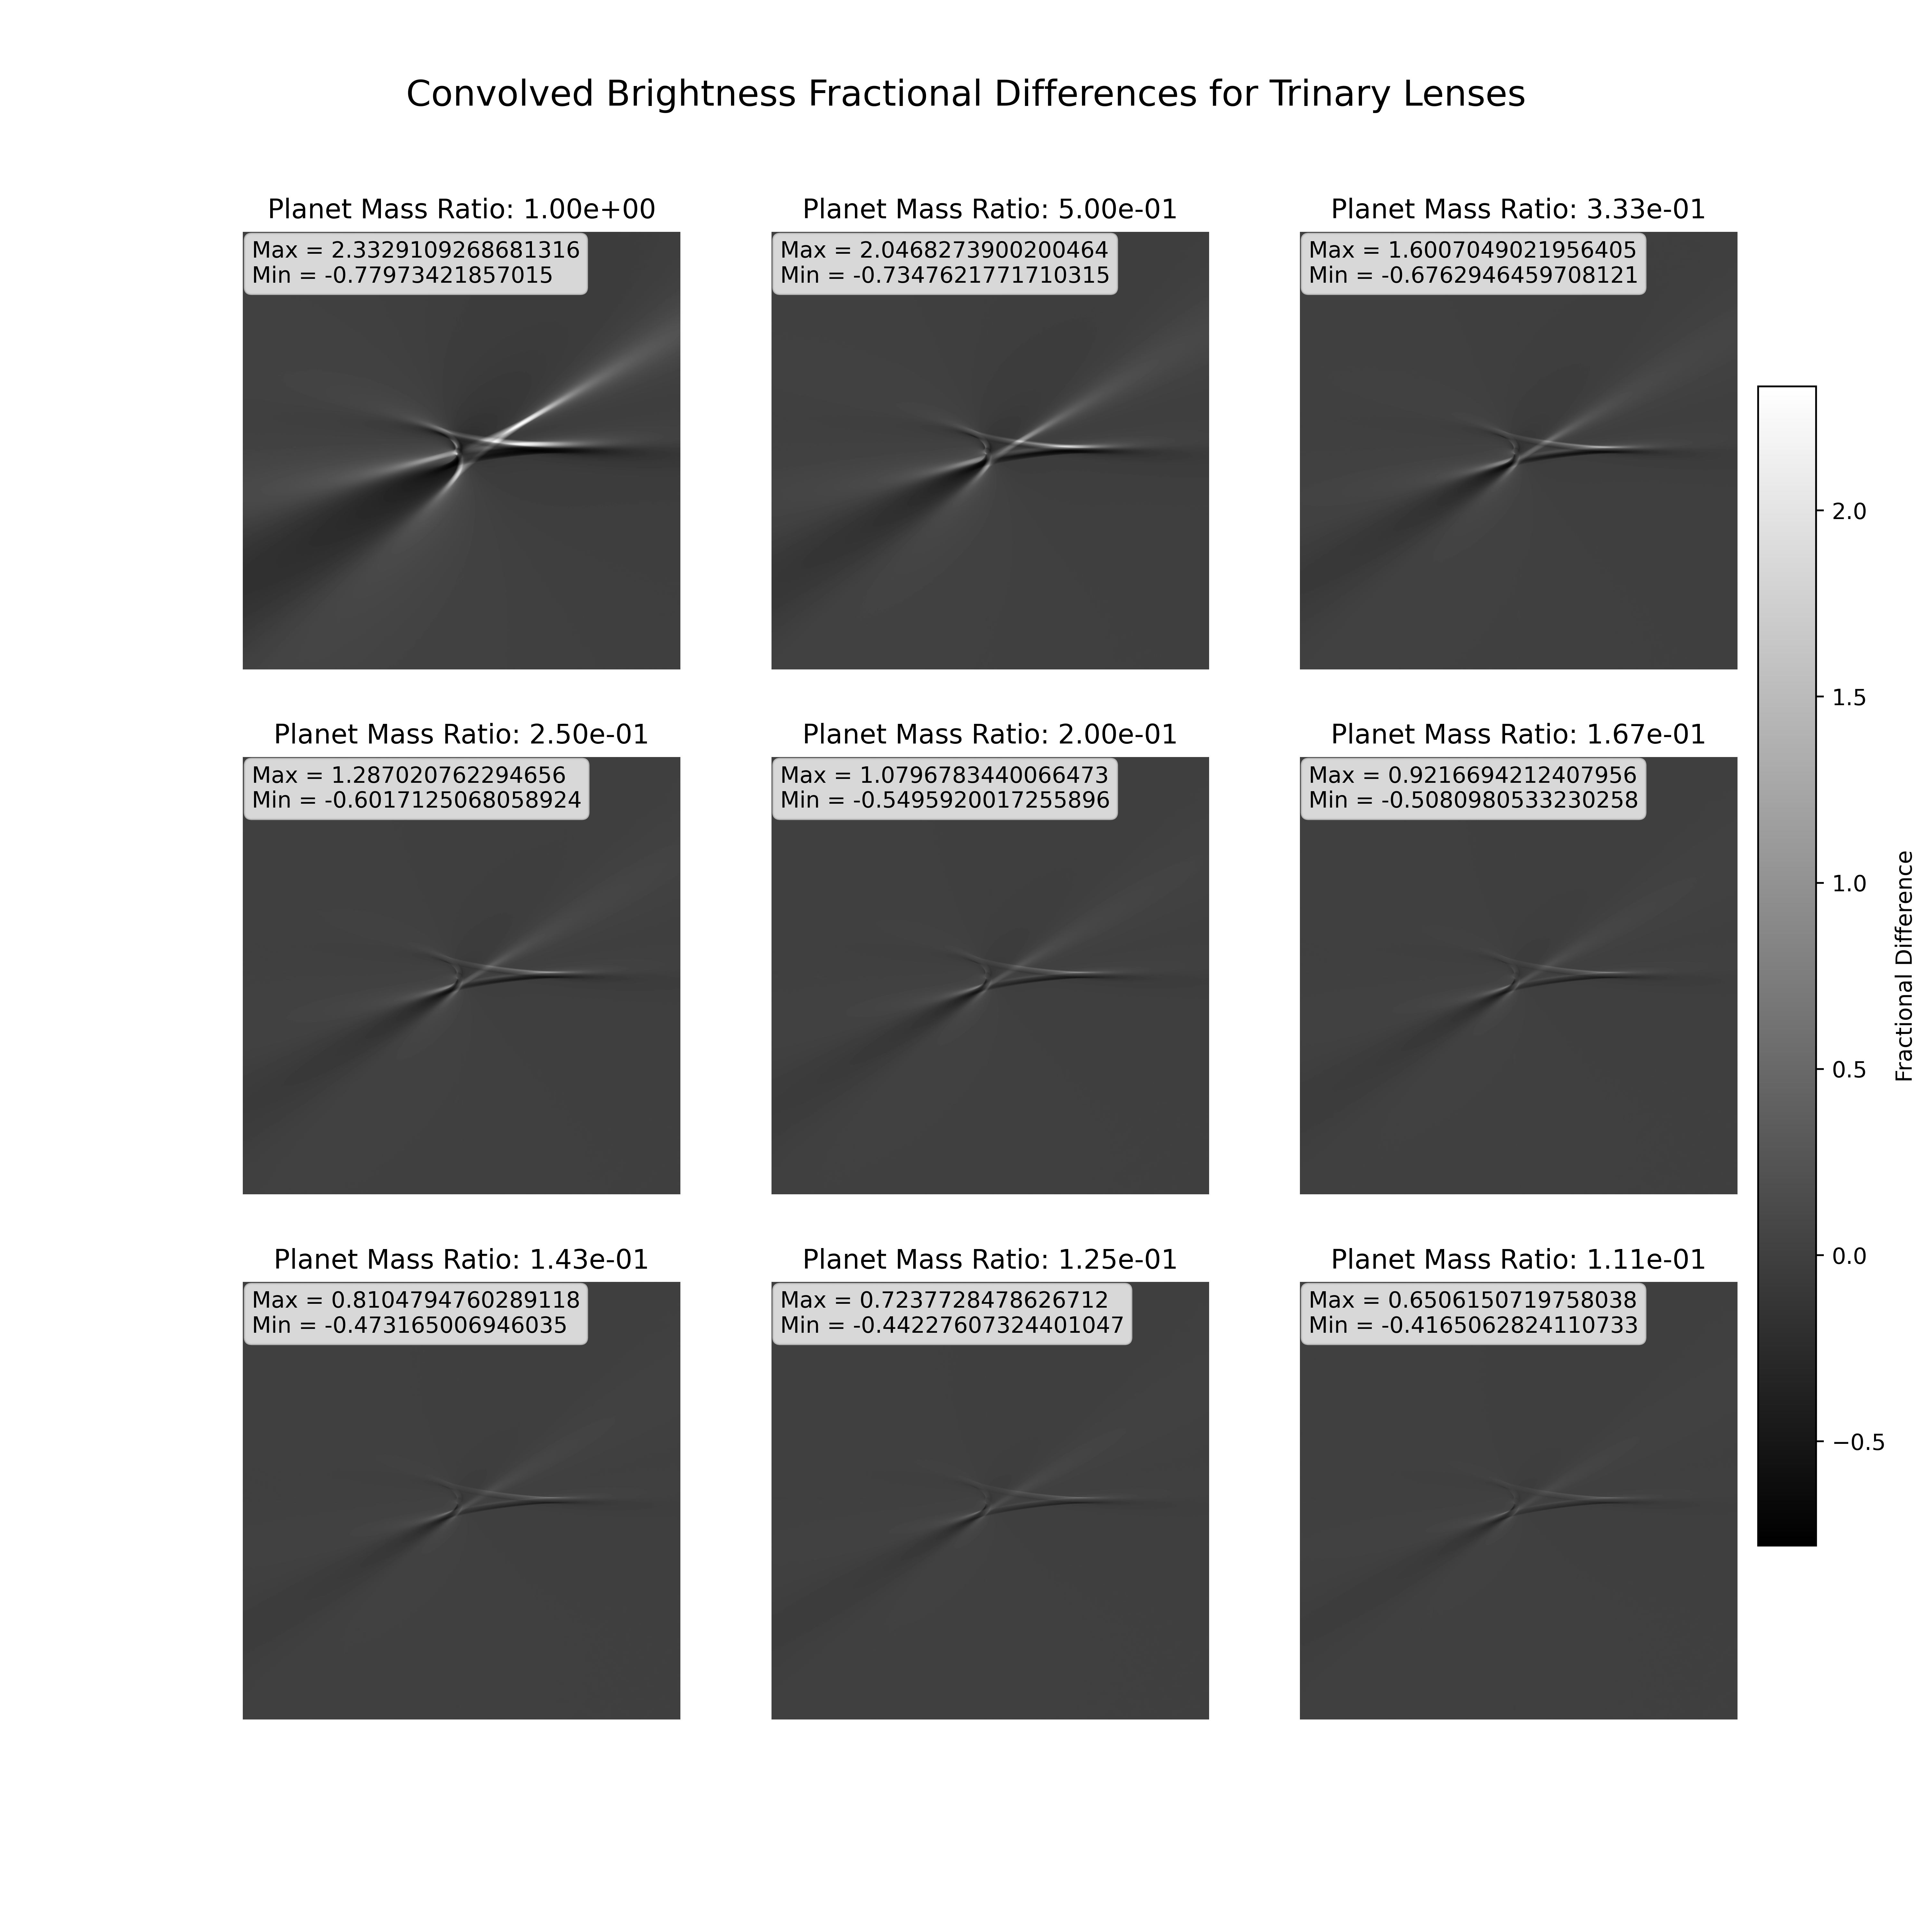 Convolved Brightness Fractional Differences for Trinary Lenses
Planet Mass Ratio: 1.00e+00
Max = 2.3329109268681316
Min = -0.77973421857015
Planet Mass Ratio: 5.00e-01
Max = 2.0468273900200464
Min = -0.7347621771710315
Planet Mass Ratio: 3.33e-01
Max = 1.6007049021956405
Min = -0.6762946459708121
Planet Mass Ratio: 2.50e-01
Max = 1.287020762294656
Min = -0.6017125068058924
Planet Mass Ratio: 2.00e-01
Max = 1.0796783440066473
Min = -0.5495920017255896
Planet Mass Ratio: 1.67e-01
Max = 0.9216694212407956
Min = -0.5080980533230258
Planet Mass Ratio: 1.43e-01
Max = 0.8104794760289118
Min = -0.473165006946035
Planet Mass Ratio: 1.25e-01
Max = 0.7237728478626712
Min = -0.44227607324401047
Planet Mass Ratio: 1.11e-01
Max = 0.6506150719758038
Min = -0.4165062824110733
2.0
1.5
1.0
0.5
0.0
−0.5
Fractional Difference